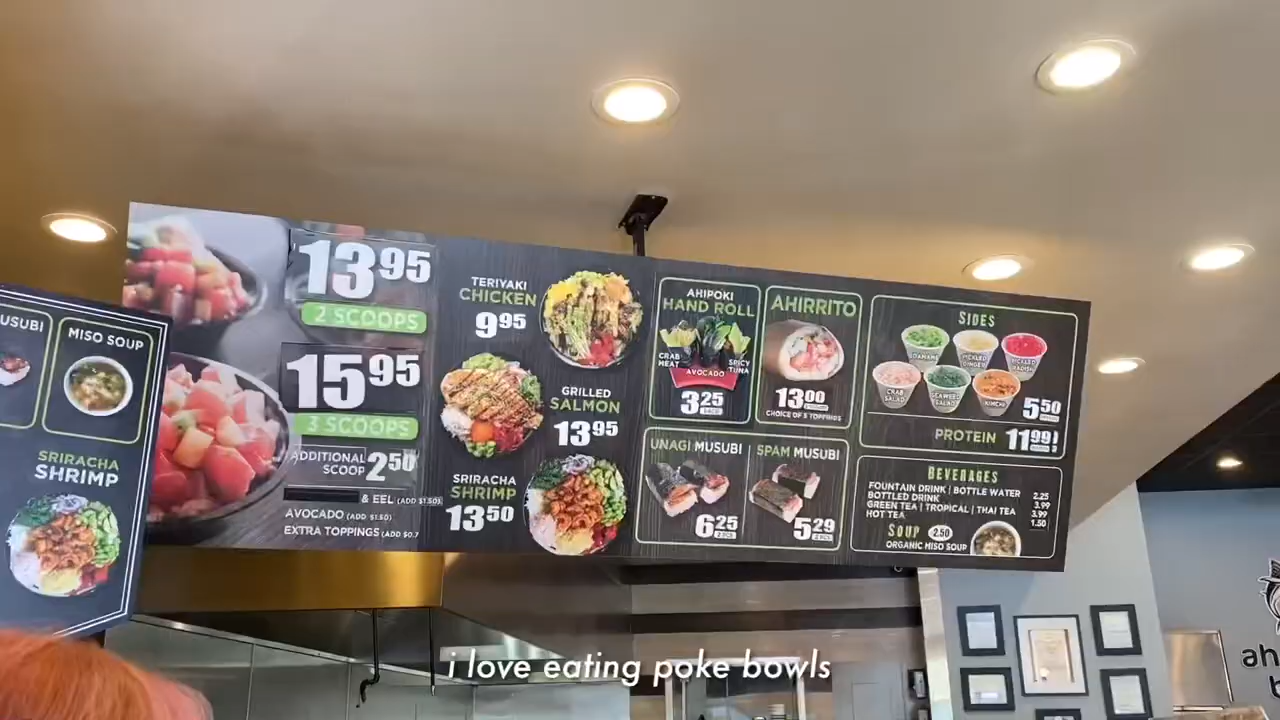 USUBI
MISO SOUP
SRIRACHA
SHRIMP
13 95
2 SCOOPS
15 95
3 SCOOPS
ADDITIONAL
SCOOP 2 50
& EEL (ADD $1.50)
AVOCADO (ADD $1.50)
EXTRA TOPPINGS (ADD $0.7
TERIYAKI
CHICKEN
9 95
GRILLED
SALMON
13 95
SRIRACHA
SHRIMP
13 50
AHIPOKI
HAND ROLL
CRAB
MEAT
AVOCADO
SPICY
TUNA
3 25
AHIRRITO
13 00
CHOICE OF 5 TOPPINGS
UNAGI MUSUBI
6 25
2 PCS
SPAM MUSUBI
5 29
2 PCS
SIDES
EDAMAME
PICKLED
GINGER
PICKLED
RADISH
CRAB
SALAD
SEAWEED
SALAD
KIMCHI
5 50
PROTEIN 11 99
BEVERAGES
FOUNTAIN DRINK | BOTTLE WATER 2.25
BOTTLED DRINK 3.99
GREEN TEA | TROPICAL | THAI TEA 3.99
HOT TEA 1.50
SOUP 2.50
ORGANIC MISO SOUP
ah
b
i love eating poke bowls